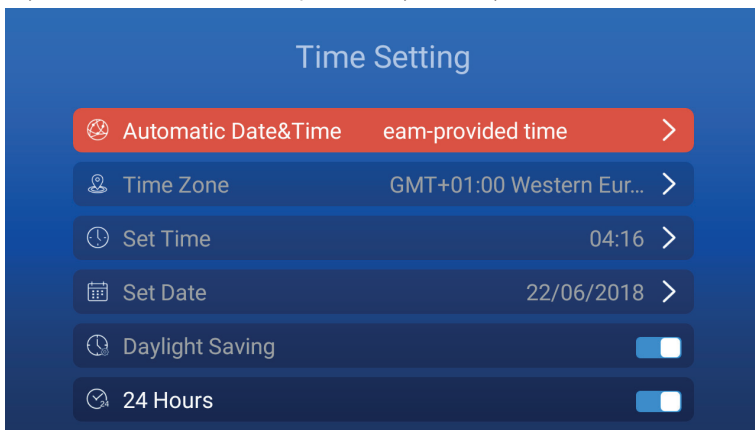 Time Setting
Automatic Date&Time eam-provided time
Time Zone GMT+01:00 Western Eur...
Set Time 04:16
Set Date 22/06/2018
Daylight Saving
24 Hours